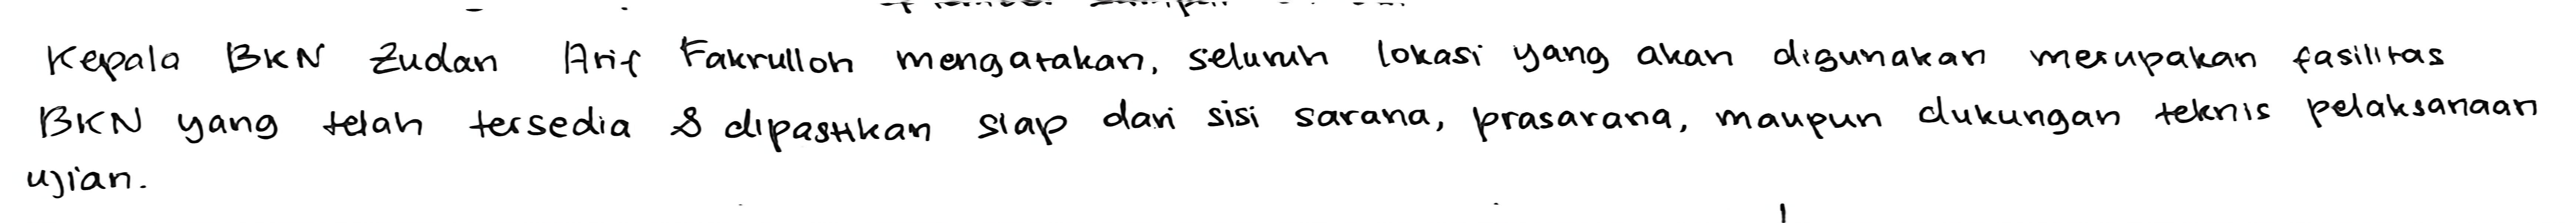 Kepala BKN Zudan Arif Fakrulloh mengatakan, seluruh lokasi yang akan digunakan merupakan fasilitas
BKN yang telah tersedia & dipastikan siap dari sisi sarana, prasarana, maupun dukungan teknis pelaksanaan
ujian.